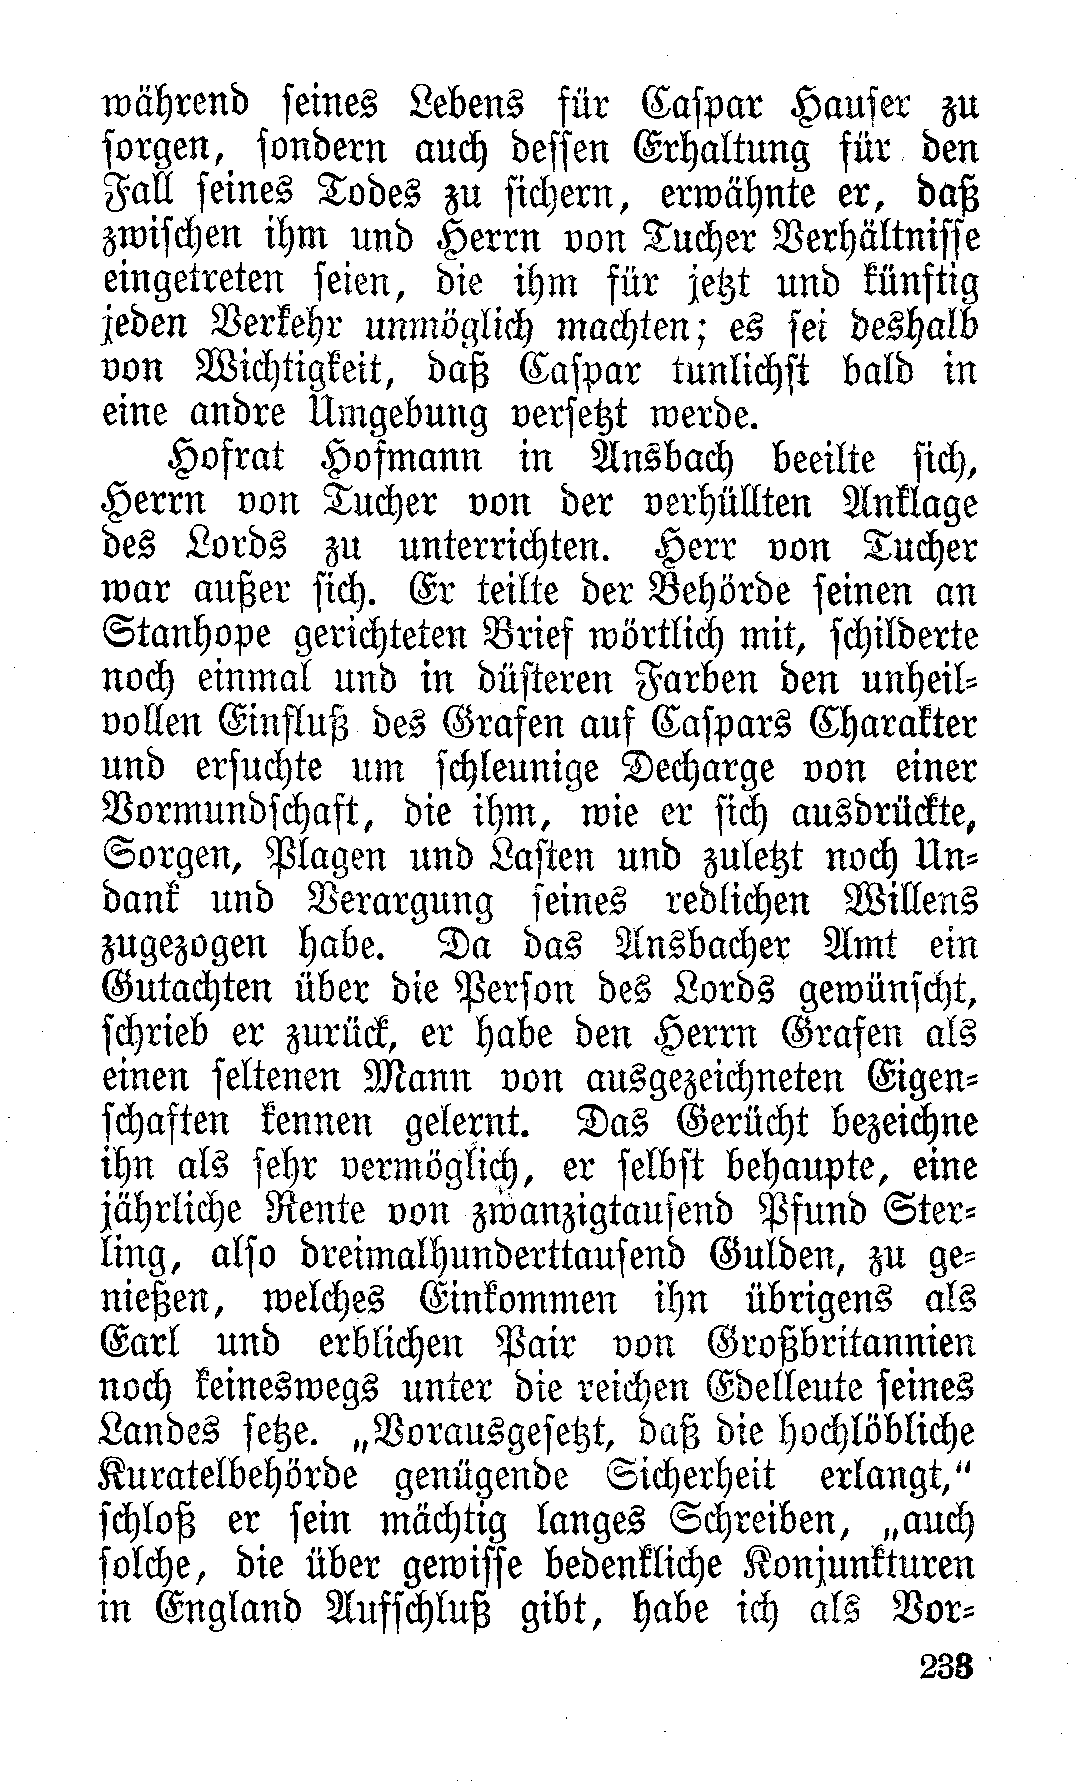 während seines Lebens für Caspar Hauser zu
sorgen, sondern auch dessen Erhaltung für den
Fall seines Todes zu sichern, erwähnte er, daß
zwischen ihm und Herrn von Tucher Verhältnisse
eingetreten seien, die ihm für jetzt und künftig
jeden Verkehr unmöglich machten; es sei deshalb
von Wichtigkeit, daß Caspar tunlichst bald in
eine andre Umgebung versetzt werde.
Hofrat Hofmann in Ansbach beeilte sich,
Herrn von Tucher von der verhüllten Anklage
des Lords zu unterrichten. Herr von Tucher
war außer sich. Er teilte der Behörde seinen an
Stanhope gerichteten Brief wörtlich mit, schilderte
noch einmal und in düsteren Farben den unheil-
vollen Einfluß des Grafen auf Caspars Charakter
und ersuchte um schleunige Decharge von einer
Vormundschaft, die ihm, wie er sich ausdrückte,
Sorgen, Plagen und Lasten und zuletzt noch Un-
dank und Verargung seines redlichen Willens
zugezogen habe. Da das Ansbacher Amt ein
Gutachten über die Person des Lords gewünscht,
schrieb er zurück, er habe den Herrn Grafen als
einen seltenen Mann von ausgezeichneten Eigen-
schaften kennen gelernt. Das Gerücht bezeichne
ihn als sehr vermöglich, er selbst behaupte, eine
jährliche Rente von zwanzigtausend Pfund Ster-
ling, also dreimalhunderttausend Gulden, zu ge-
nießen, welches Einkommen ihn übrigens als
Earl und erblichen Pair von Großbritannien
noch keineswegs unter die reichen Edelleute seines
Landes setze. „Vorausgesetzt, daß die hochlöbliche
Kuratelbehörde genügende Sicherheit erlangt,“
schloß er sein mächtig langes Schreiben, „auch
solche, die über gewisse bedenkliche Konjunkturen
in England Aufschluß gibt, habe ich als Vor-
233